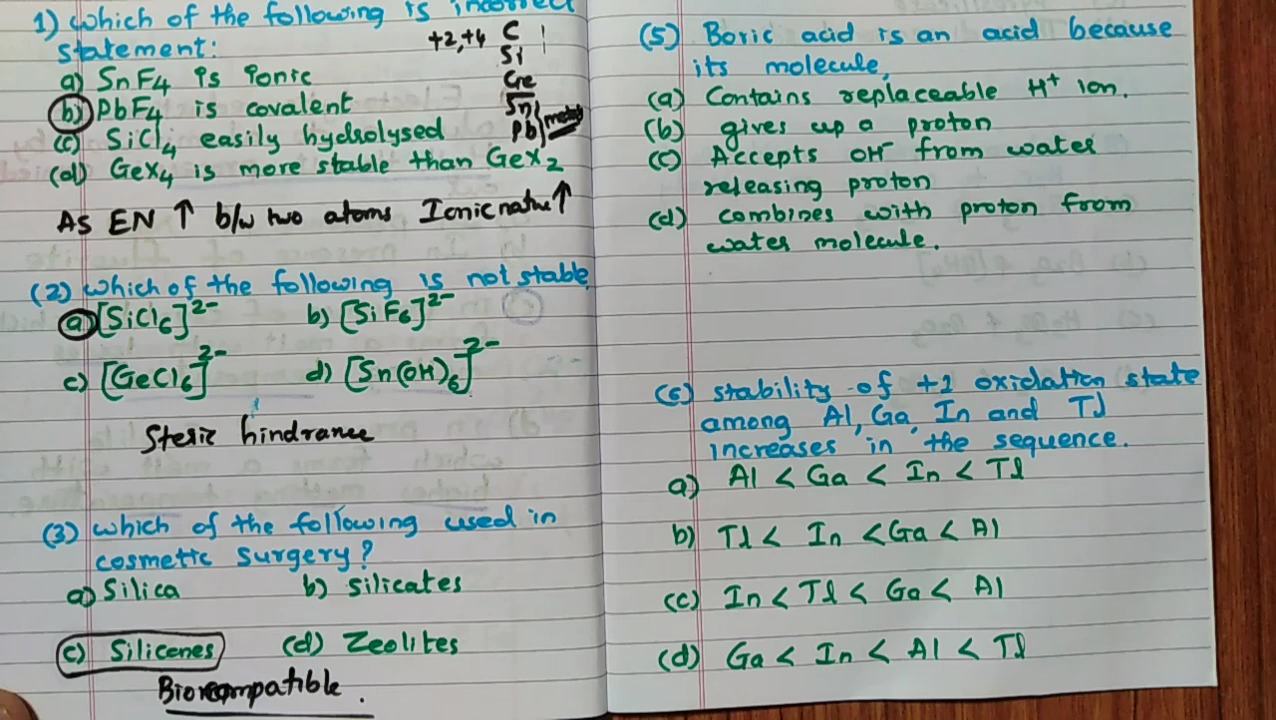 1) Which of the following is incorrect
statement:
+2,+4 C
Si
Ge
Sn
Pb
a) SnF4 is ionic
(b) PbF4 is covalent
(c) SiCl4 easily hydrolysed
(d) GeX4 is more stable than GeX2
As EN ↑ b/w two atoms Ionic nature ↑
(2) Which of the following is not stable
a) [SiCl6]2- b) [SiF6]2-
c) [GeCl6]2- d) [Sn(OH)6]2-
Steric hindrance
(3) Which of the following used in
cosmetic surgery?
a) Silica b) silicates
(c) Silicones (d) Zeolites
Biocompatible.
(5) Boric acid is an acid because
its molecule,
(a) Contains replaceable H+ ion.
(b) gives up a proton
(c) Accepts OH- from water
releasing proton
(d) combines with proton from
water molecule.
(6) stability of +1 oxidation state
among Al, Ga, In and Tl
increases in the sequence.
a) Al < Ga < In < Tl
b) Tl < In < Ga < Al
(c) In < Tl < Ga < Al
(d) Ga < In < Al < Tl